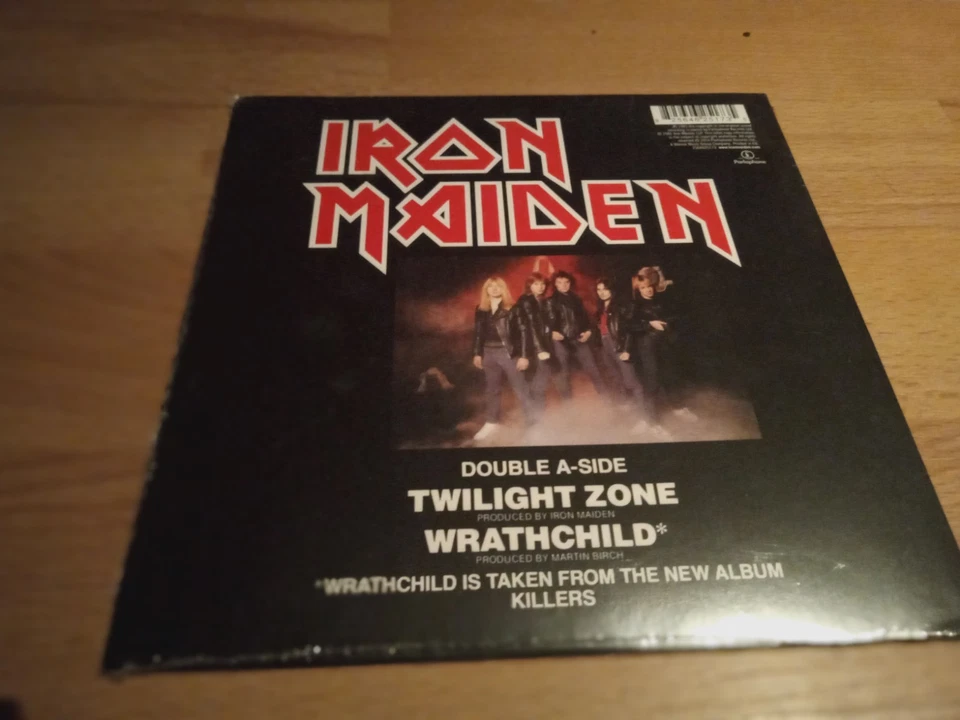 IRON
MAIDEN
Parlophone
DOUBLE A-SIDE
TWILIGHT ZONE
PRODUCED BY IRON MAIDEN
WRATHCHILD*
PRODUCED BY MARTIN BIRCH
*WRATHCHILD IS TAKEN FROM THE NEW ALBUM
KILLERS